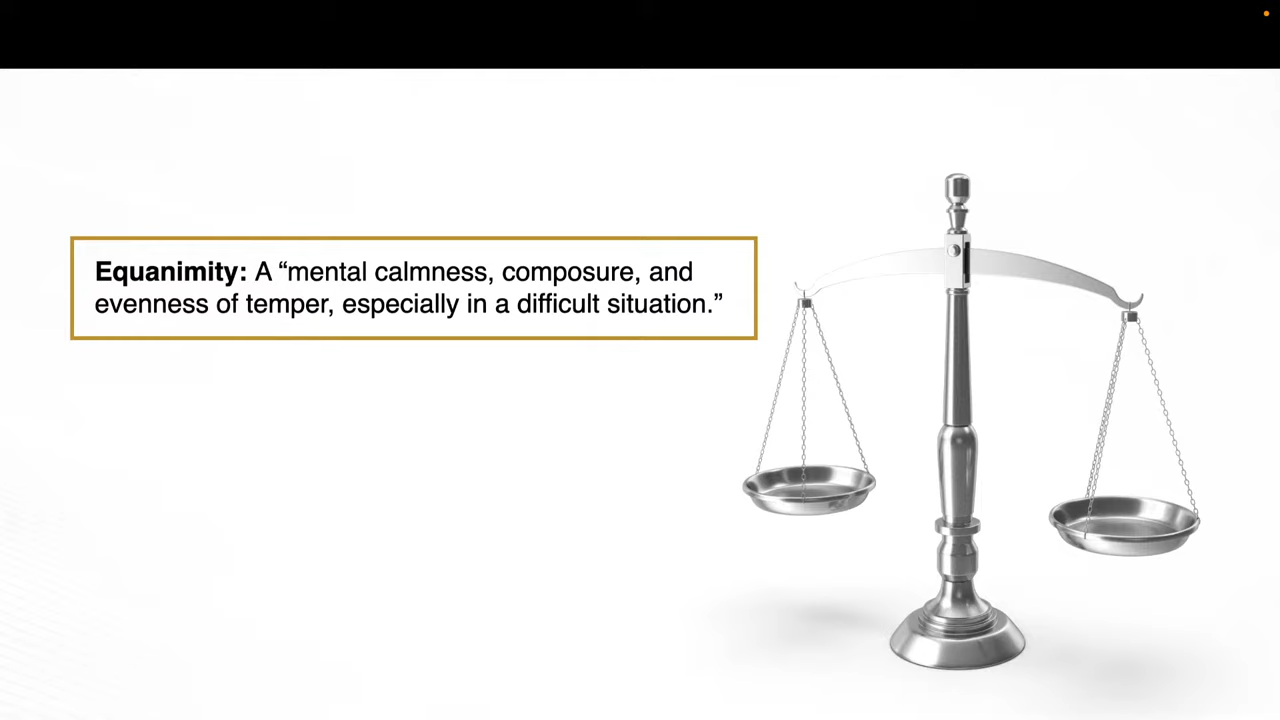 Equanimity: A “mental calmness, composure, and
evenness of temper, especially in a difficult situation.”